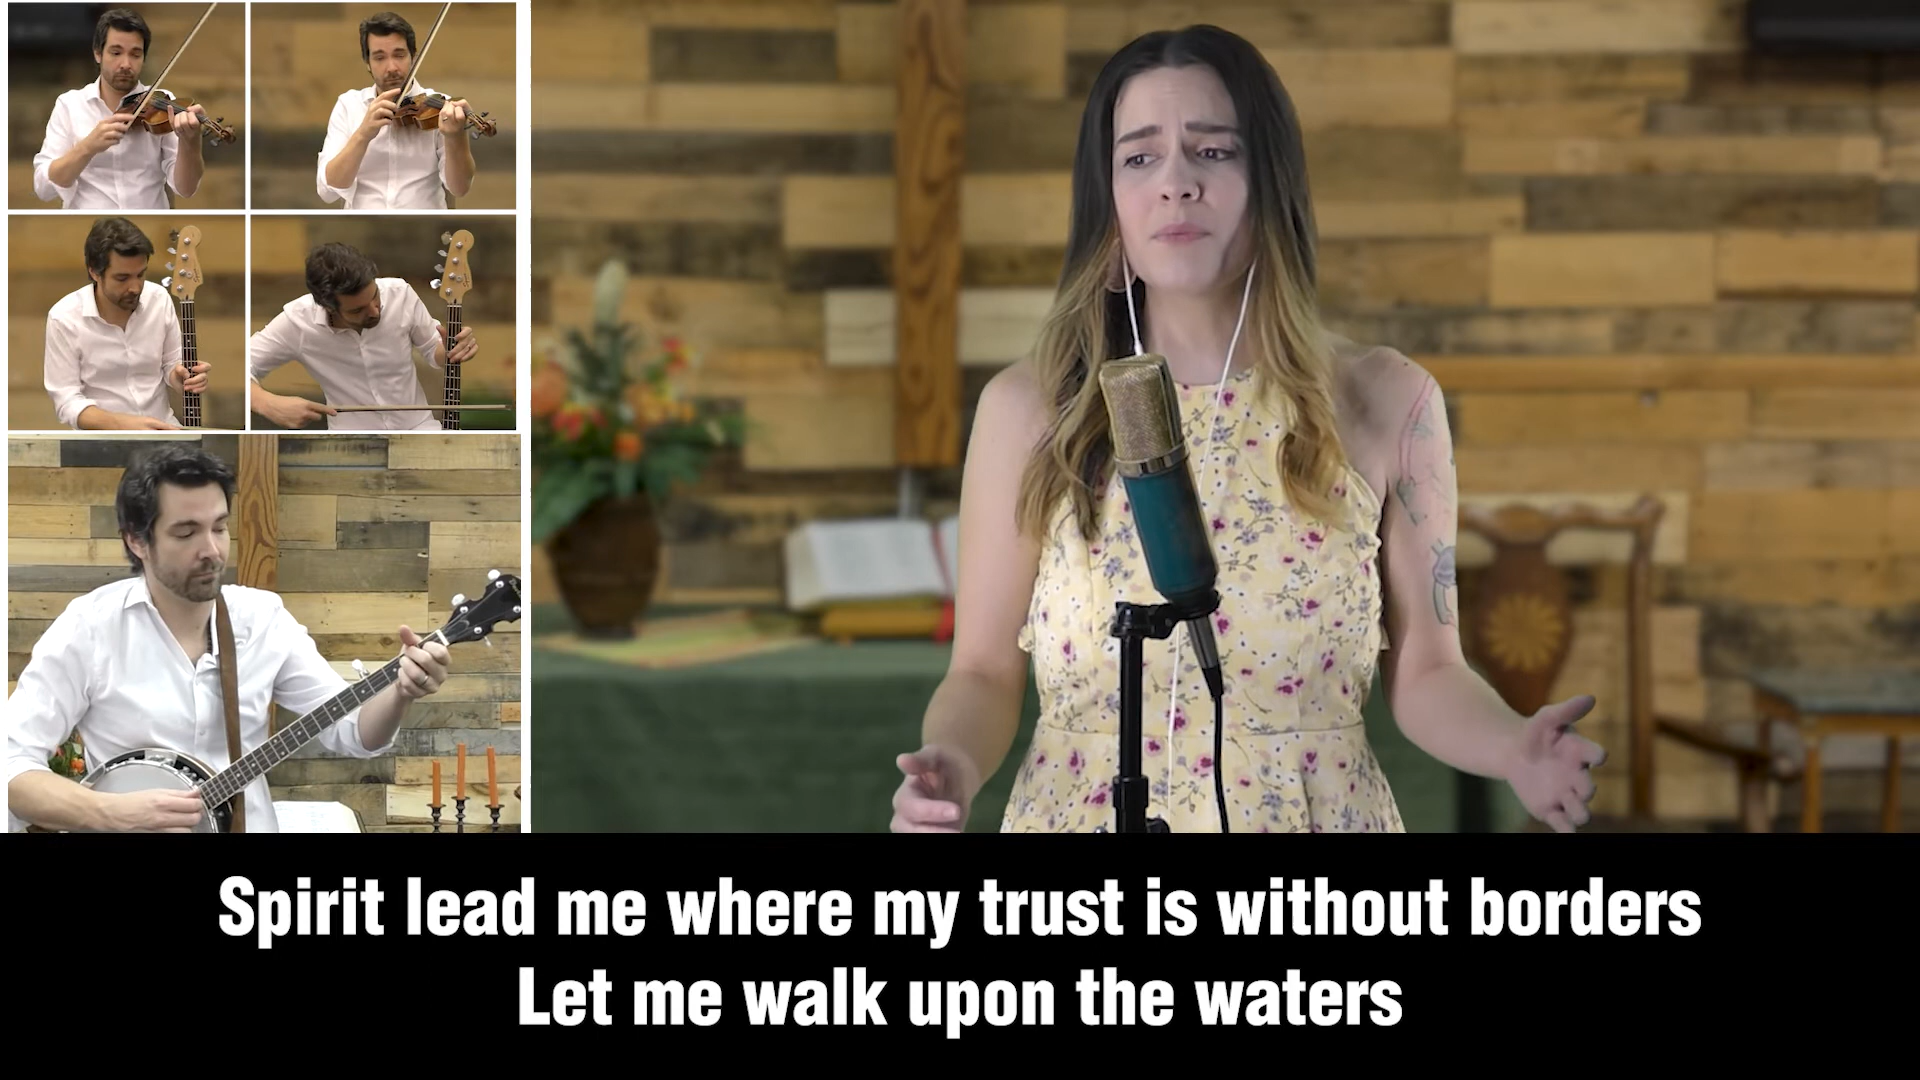 Spirit lead me where my trust is without borders
Let me walk upon the waters